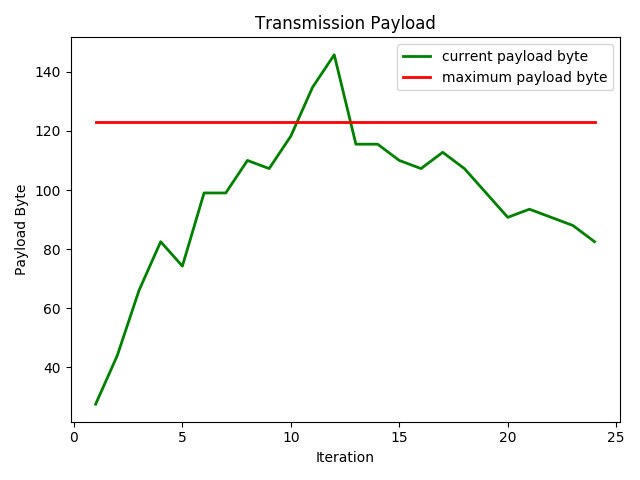 Transmission Payload
current payload byte
maximum payload byte
140
120
100
80
60
40
Payload Byte
0
5
10
15
20
25
Iteration